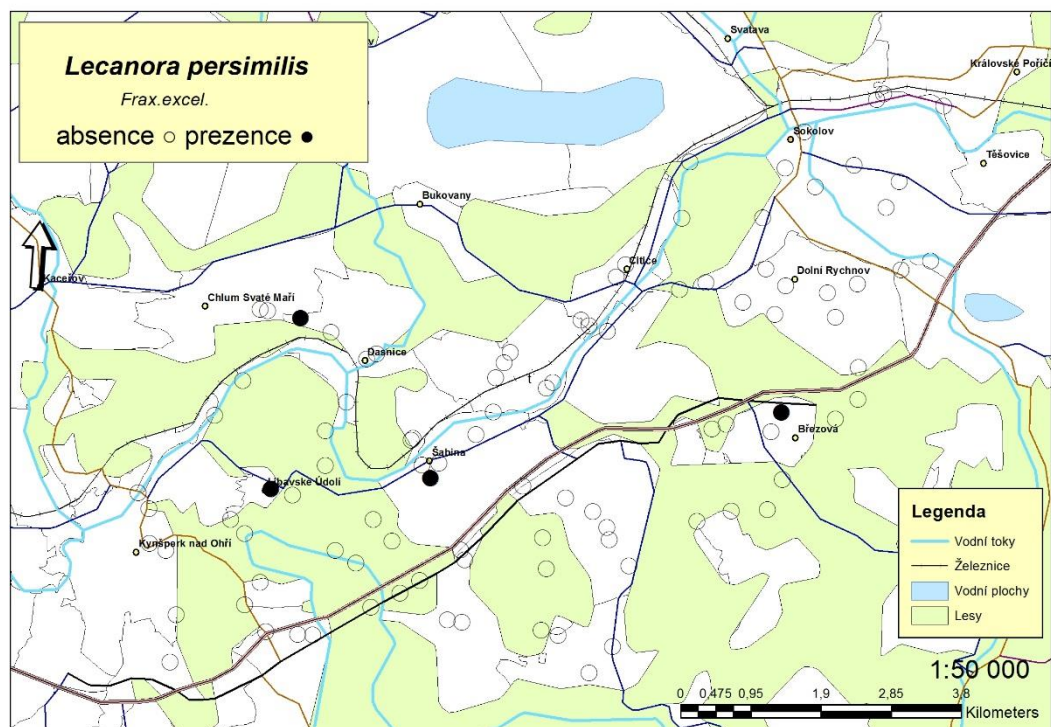 Lecanora persimilis
Frax.excel.
absence ○ prezence ●
Svatava
Královské Poříčí
Sokolov
Těšovice
Bukovany
Citice
Dolní Rychnov
Kaceřov
Chlum Svaté Maří
Dasnice
t
Březová
Šabina
Libavské Údolí
Kynšperk nad Ohří
Legenda
Vodní toky
Železnice
Vodní plochy
Lesy
1:50 000
0 0,475 0,95 1,9 2,85 3,8
Kilometers